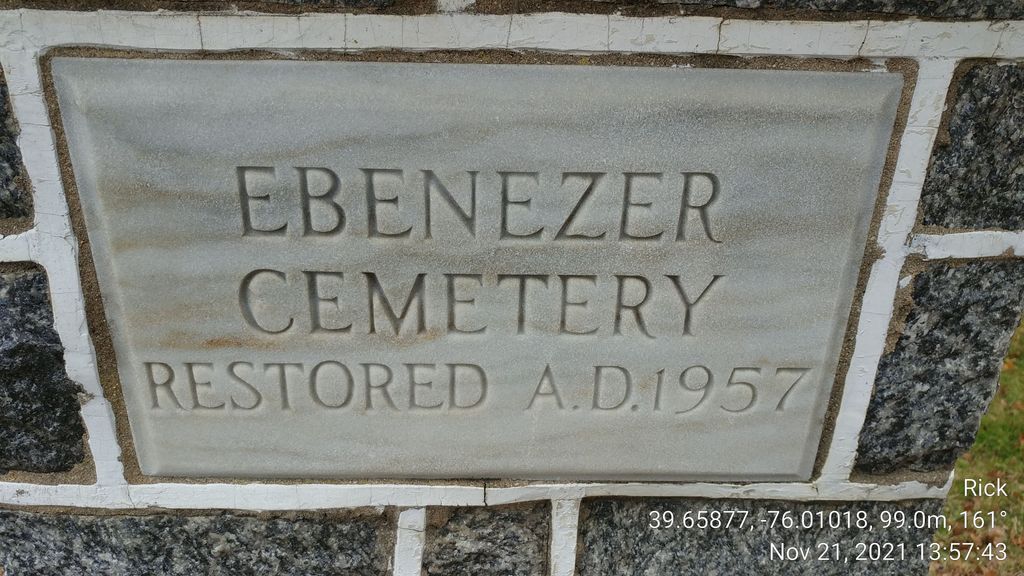 EBENEZER
CEMETERY
RESTORED A.D.1957
Rick
39.65877, -76.01018, 99.0m, 161°
Nov 21, 2021 13:57:43